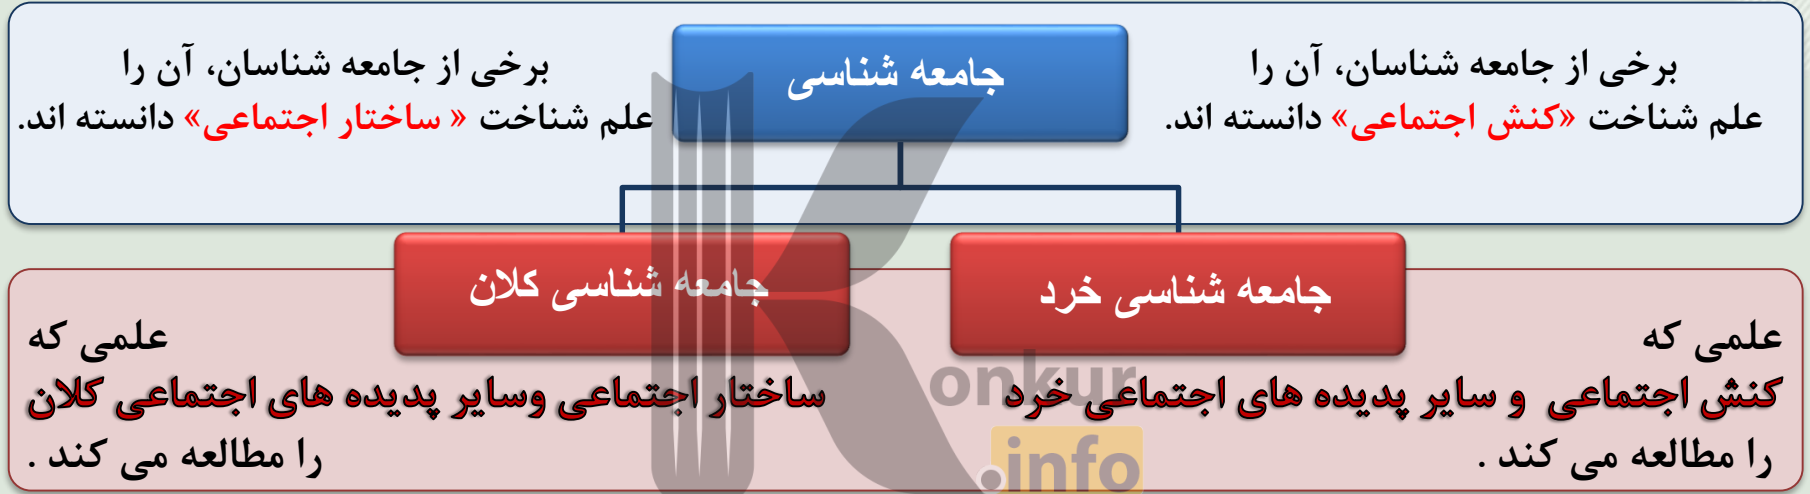 جامعه شناسی
برخی از جامعه شناسان، آن را
علم شناخت «کنش اجتماعی» دانسته اند.
برخی از جامعه شناسان، آن را
علم شناخت « ساختار اجتماعی» دانسته اند.
جامعه شناسی خرد
جامعه شناسی کلان
علمی که
کنش اجتماعی و سایر پدیده های اجتماعی خرد
را مطالعه می کند .
علمی که
ساختار اجتماعی وسایر پدیده های اجتماعی کلان
را مطالعه می کند .
Konkur
.info